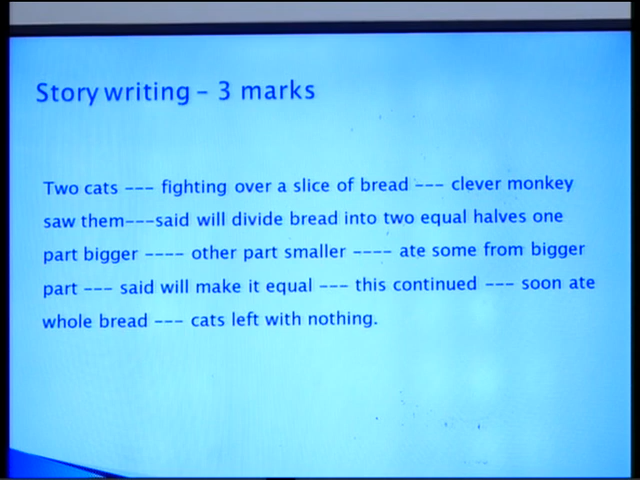 Story writing – 3 marks
Two cats --- fighting over a slice of bread --- clever monkey
saw them---said will divide bread into two equal halves one
part bigger ---- other part smaller ---- ate some from bigger
part --- said will make it equal --- this continued --- soon ate
whole bread --- cats left with nothing.